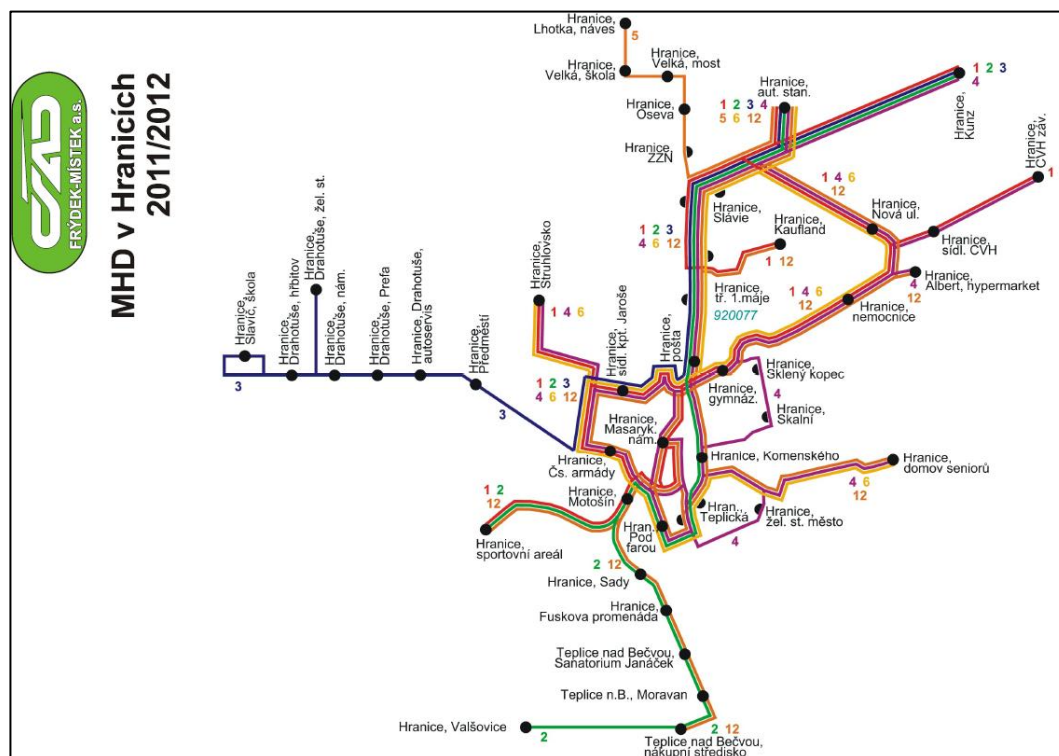 FRÝDEK-MÍSTEK a.s.
MHD v Hranicích
2011/2012
Hranice,
Lhotka, náves
5
Hranice,
Velká, škola
Hranice,
Velká, most
Hranice,
Oseva
Hranice,
ZZN
Hranice,
aut. stan.
1 2 3 4
5 6 12
1 2 3
4
Hranice,
Kunz
Hranice,
CVH záv.
1
1 4 6
12
Hranice,
Nová ul.
Hranice,
sídl. CVH
Hranice,
Slávie
Hranice,
Kaufland
1 2 3
4 6 12
1 12
Hranice,
tř. 1.máje
920077
4
12
Hranice,
Albert, hypermarket
1 4 6
12
Hranice,
nemocnice
Hranice,
Struhlovsko
1 4 6
Hranice,
sídl. kpt. Jaroše
Hranice,
pošta
Hranice,
Drahotuše, žel. st.
Hranice,
Slavíč, škola
Hranice,
Drahotuše, hřbitov
Hranice,
Drahotuše, nám.
Hranice,
Drahotuše, Prefa
Hranice, Drahotuše,
autoservis
Hranice,
Předměstí
3
3
1 2 3
4 6 12
Hranice,
gymnáz.
Hranice,
Sklený kopec
4
Hranice,
Skalní
Hranice,
Masaryk.
nám.
Hranice, Komenského
Hranice,
domov seniorů
4 6
12
Hranice,
Čs. armády
Hranice,
Motošín
1 2
12
Hranice,
sportovní areál
Hran.,
Teplická
Hranice,
žel. st. město
Hran.
Pod
farou
4
2 12
Hranice, Sady
Hranice,
Fuskova promenáda
Teplice nad Bečvou,
Sanatorium Janáček
Teplice n.B., Moravan
Hranice, Valšovice
2
2 12
Teplice nad Bečvou,
nákupní středisko